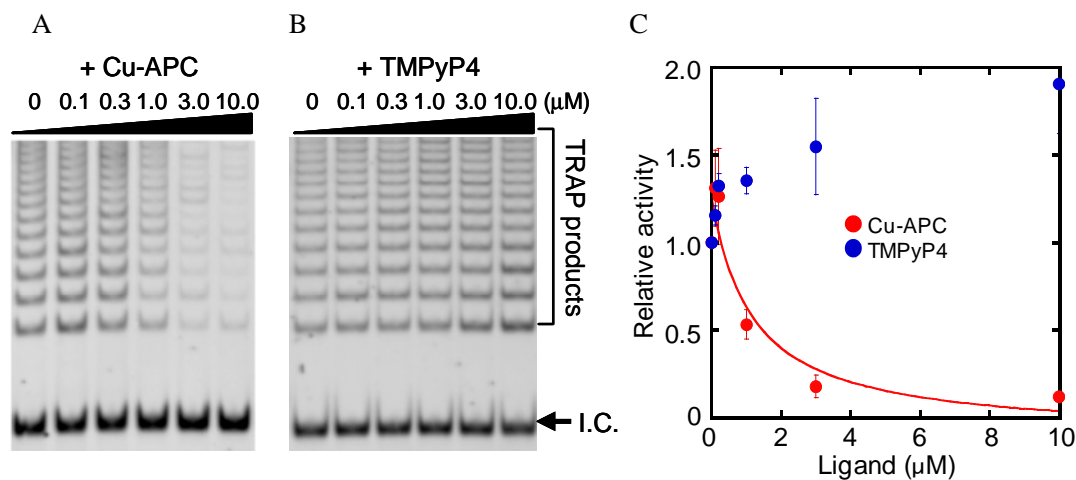 A
+ Cu-APC
0 0.1 0.3 1.0 3.0 10.0
B
+ TMPyP4
0 0.1 0.3 1.0 3.0 10.0 (μM)
TRAP products
I.C.
C
Relative activity
2.0
1.5
1.0
0.5
0
Cu-APC
TMPyP4
0 2 4 6 8 10
Ligand (μM)